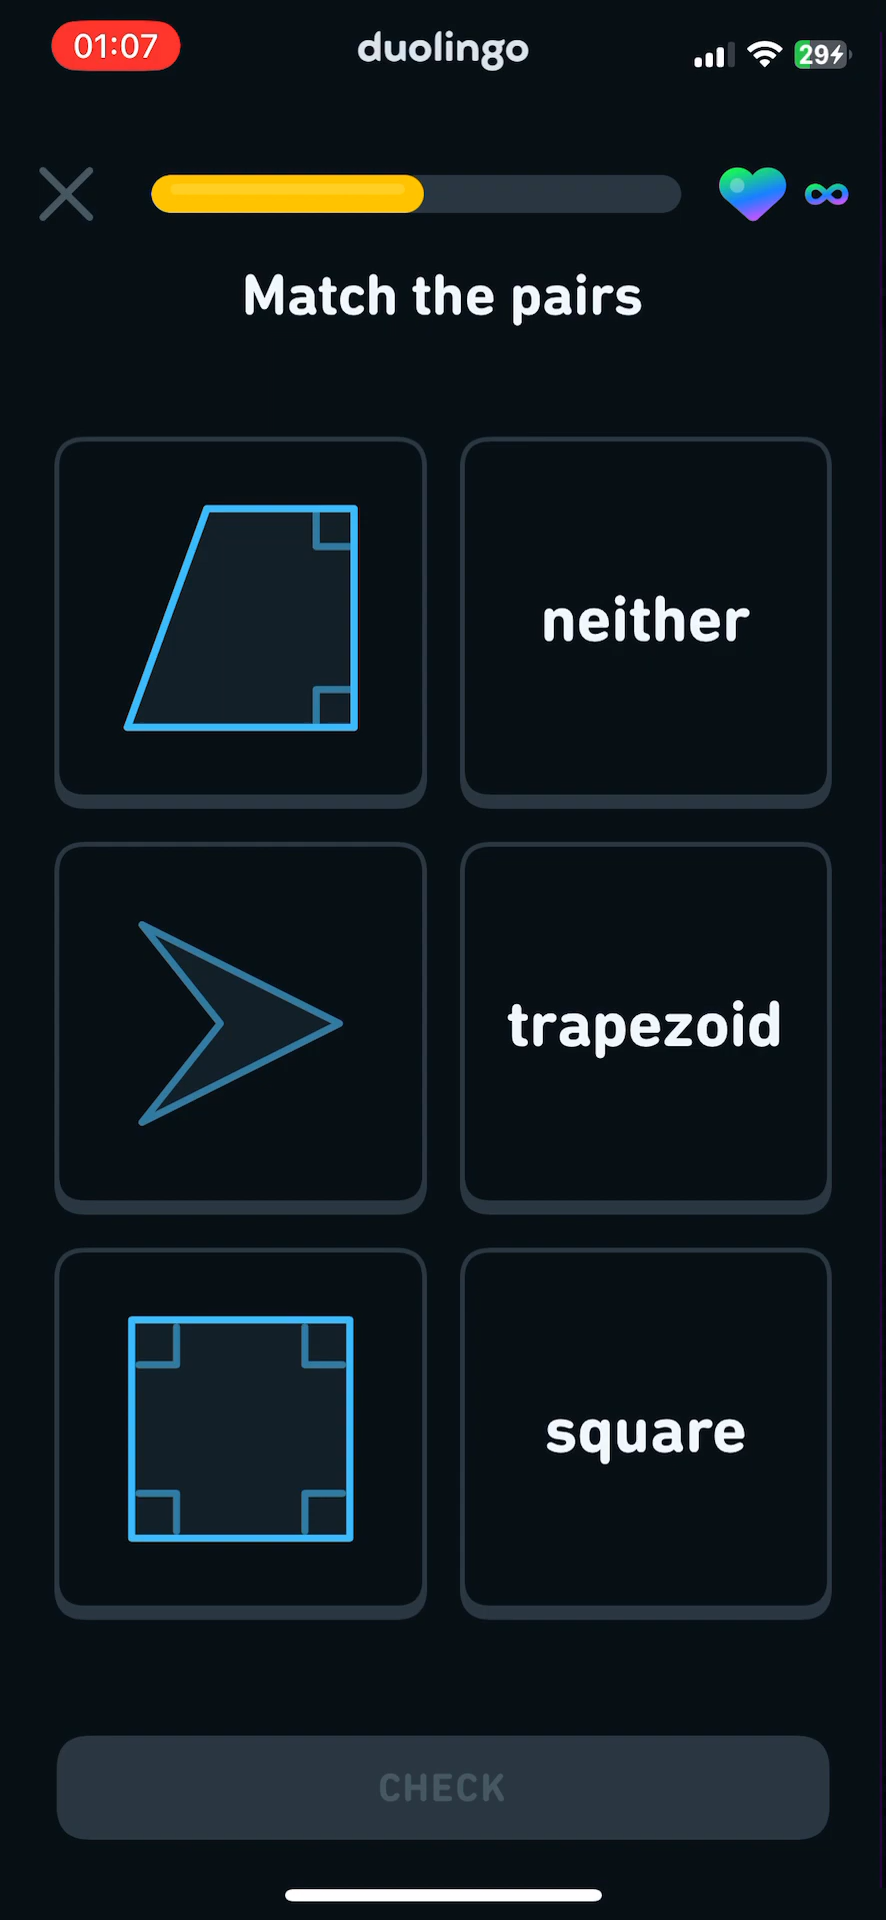 01:07
duolingo
29
Match the pairs
neither
trapezoid
square
CHECK